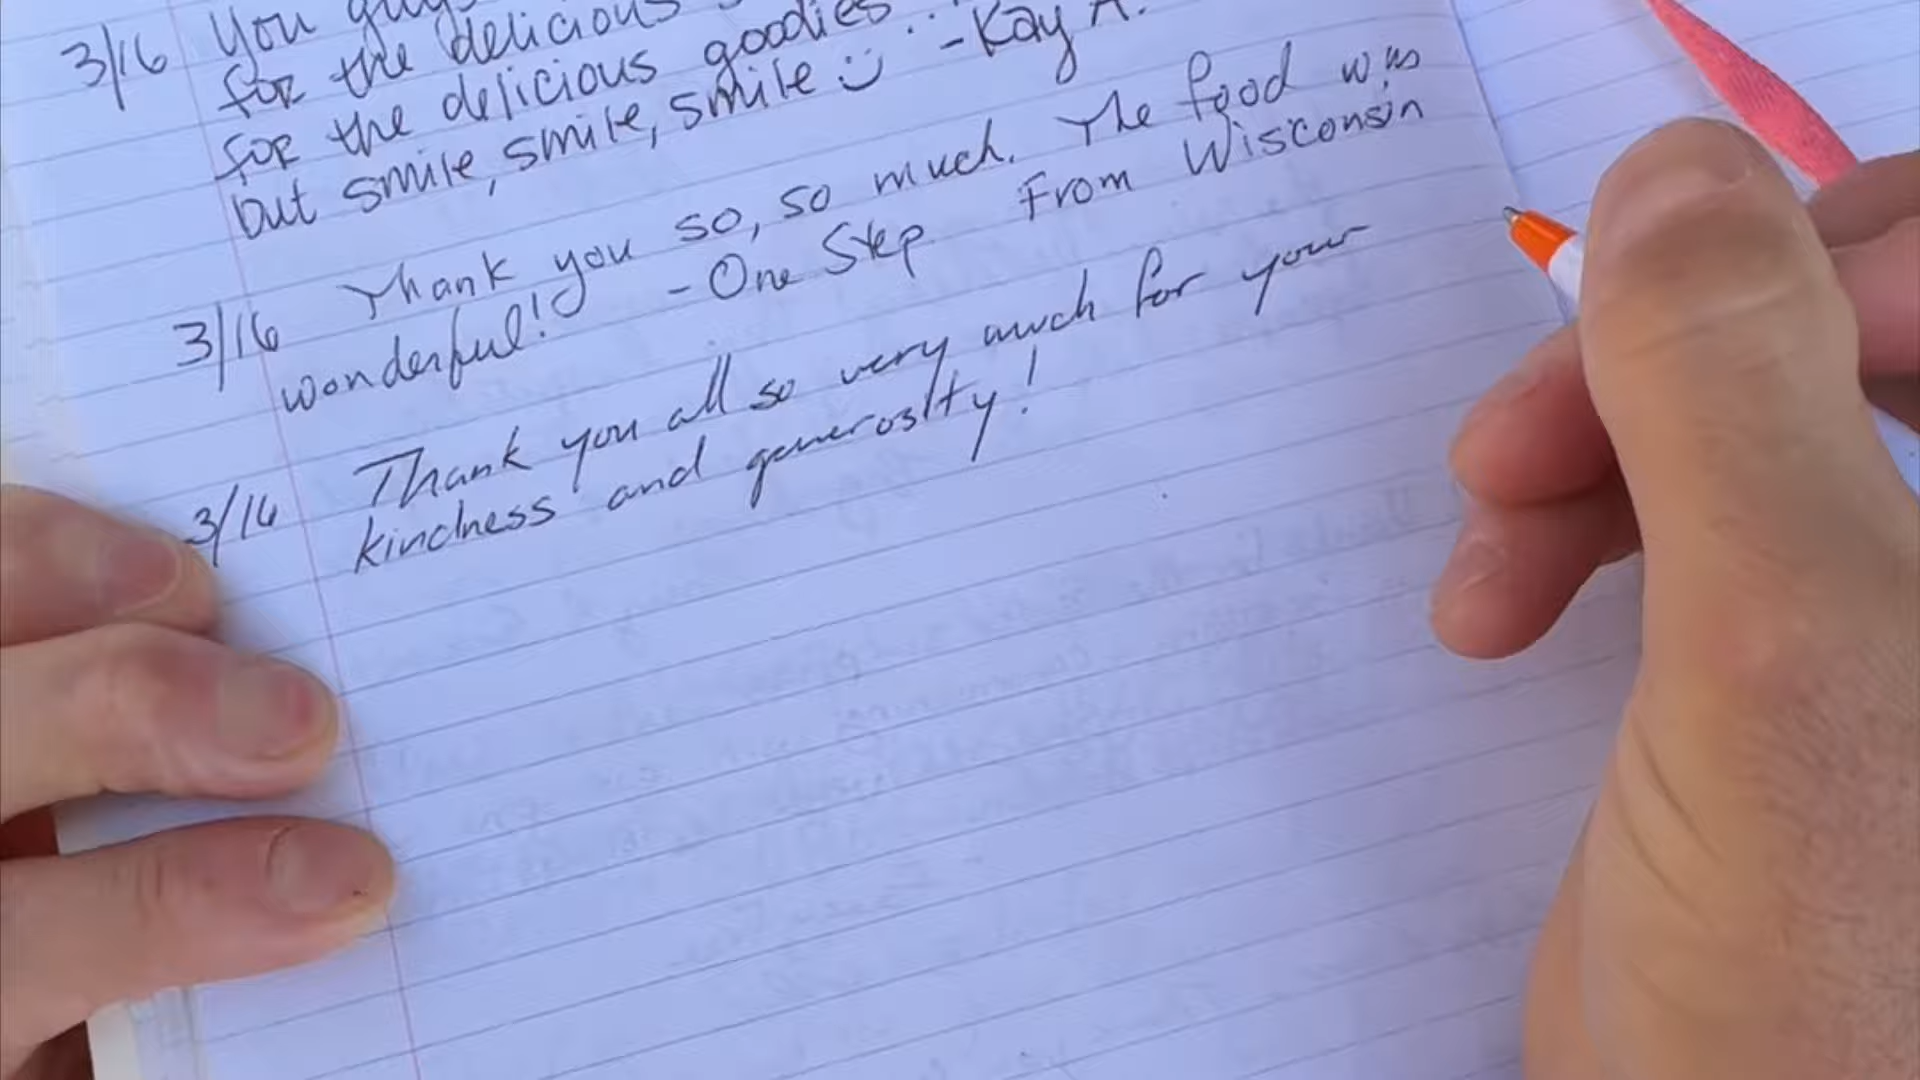 3/16 You guys
for the delicious
for the delicious goodies
but smile, smile, smile -Kay A.
3/16 Thank you so, so much. The food was
wonderful! - One Step From Wisconsin
3/16 Thank you all so very much for your
kindness and generosity!